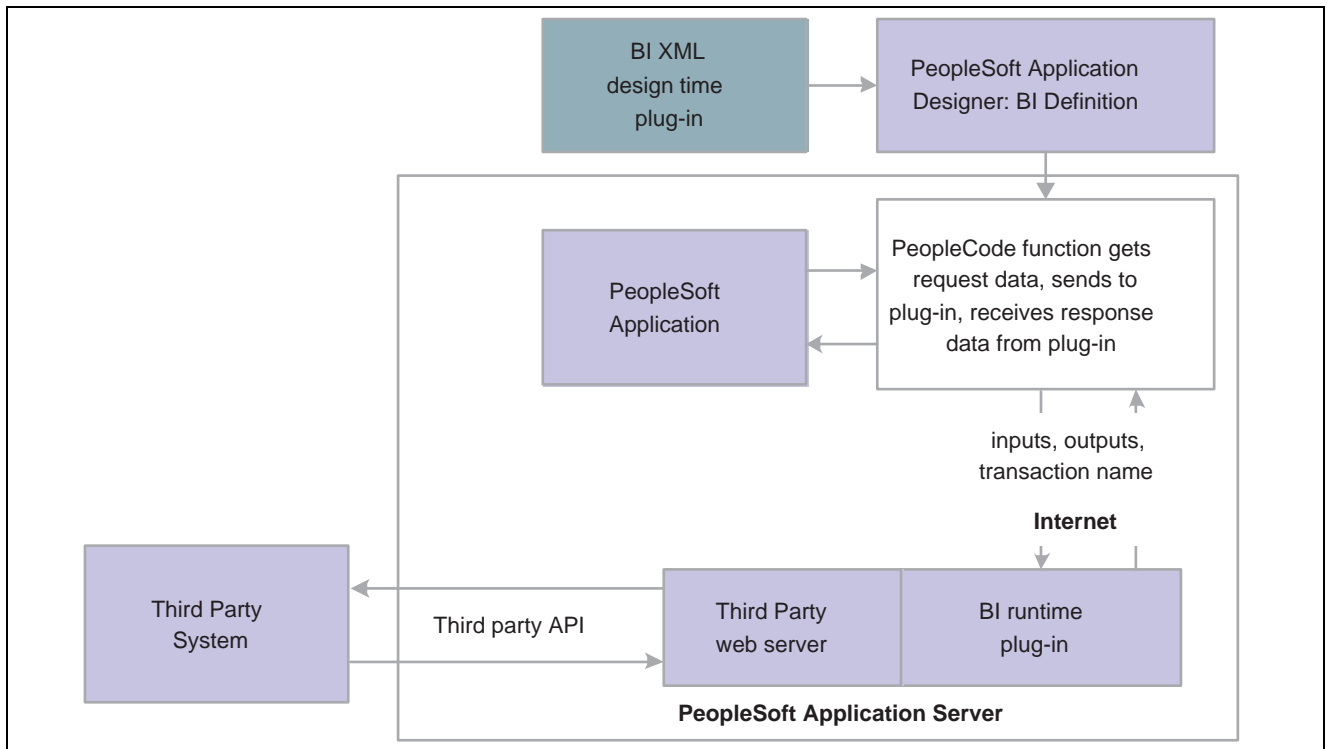 BI XML
design time
plug-in
PeopleSoft Application
Designer: BI Definition
PeopleSoft
Application
PeopleCode function gets
request data, sends to
plug-in, receives response
data from plug-in
inputs, outputs,
transaction name
Internet
Third Party
System
Third party API
Third Party
web server
BI runtime
plug-in
PeopleSoft Application Server